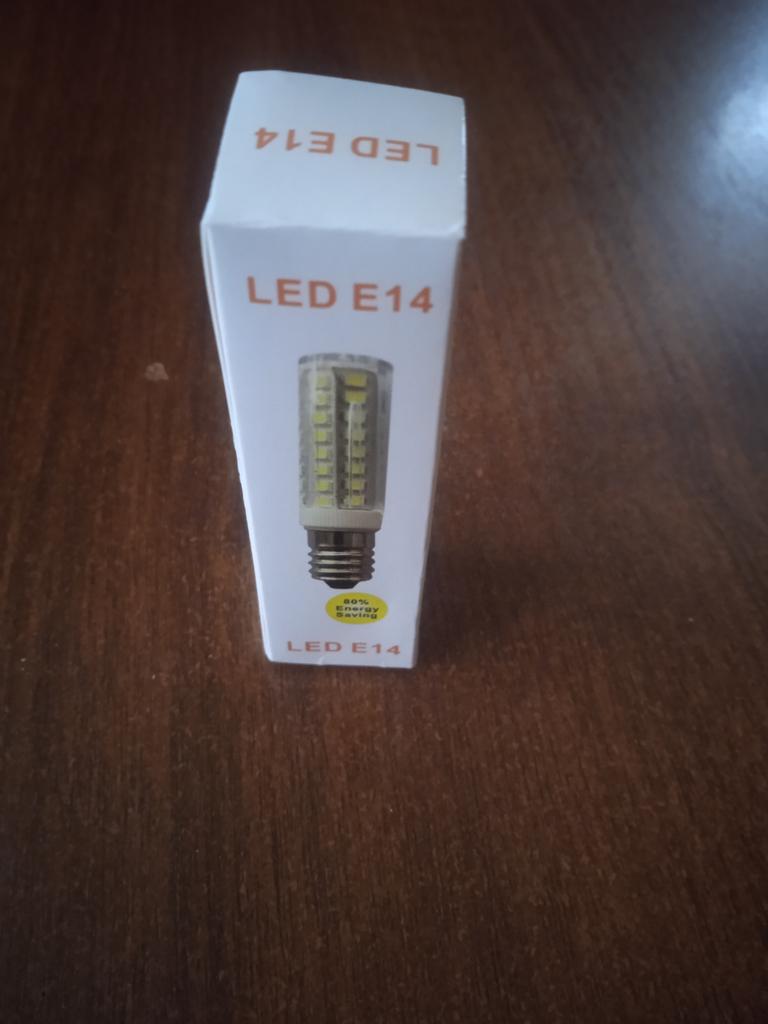 LED E14
LED E14
80%
Energy
Saving
LED E14